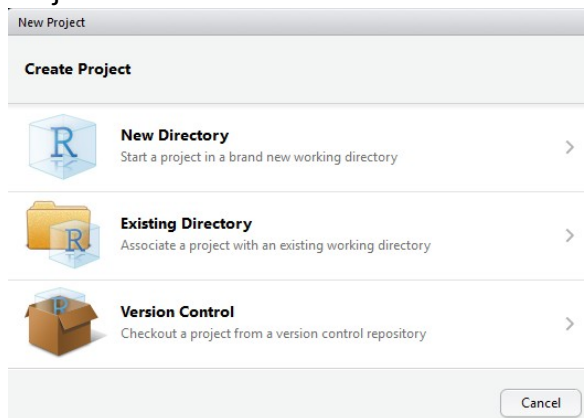 New Project
Create Project
R
New Directory
Start a project in a brand new working directory
R
Existing Directory
Associate a project with an existing working directory
R
Version Control
Checkout a project from a version control repository
Cancel